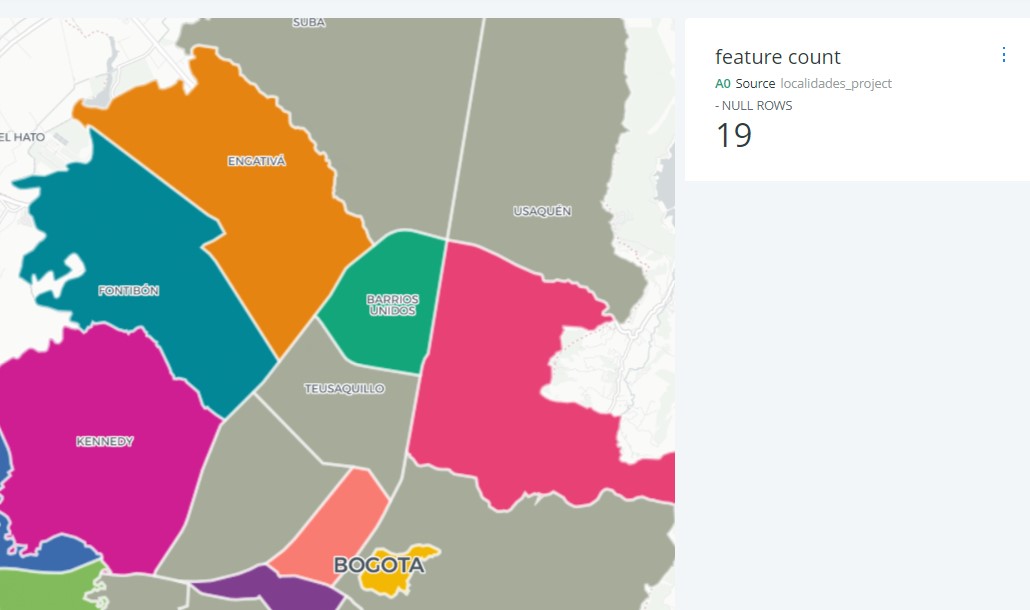 SUBA
EL HATO
ENGATIVÁ
USAQUÉN
FONTIBÓN
BARRIOS
UNIDOS
TEUSAQUILLO
KENNEDY
BOGOTA
feature count
A0 Source localidades_project
- NULL ROWS
19